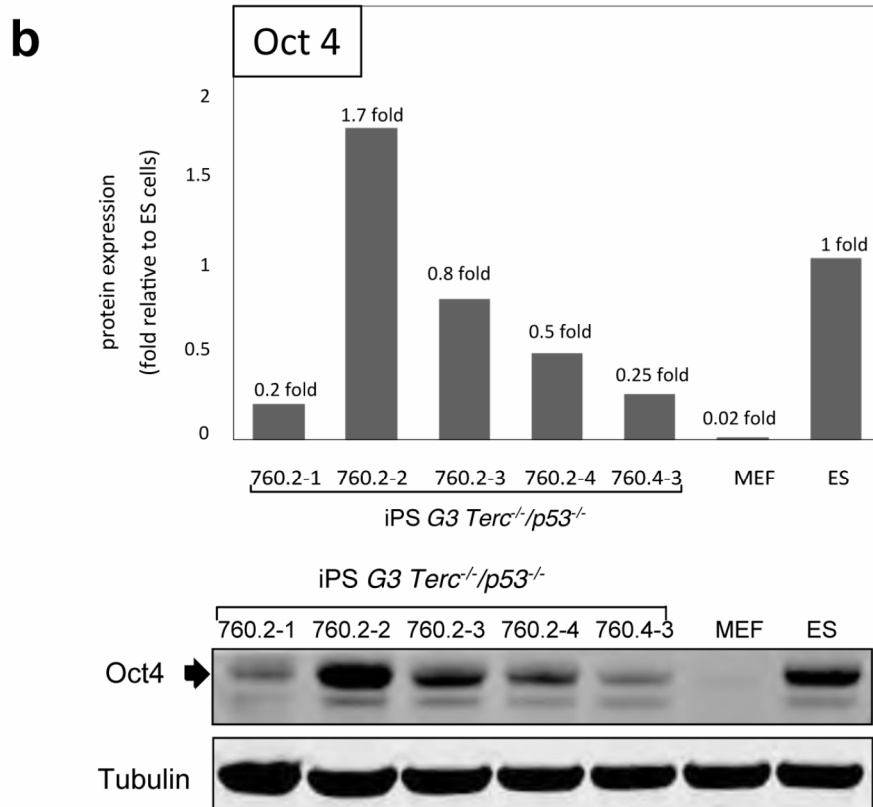 b
Oct 4
protein expression
(fold relative to ES cells)
2
1.5
1
0.5
0
0.2 fold
1.7 fold
0.8 fold
0.5 fold
0.25 fold
0.02 fold
1 fold
760.2-1 760.2-2 760.2-3 760.2-4 760.4-3 MEF ES
iPS G3 Terc-/-/p53-/-
iPS G3 Terc-/-/p53-/-
760.2-1 760.2-2 760.2-3 760.2-4 760.4-3 MEF ES
Oct4
Tubulin